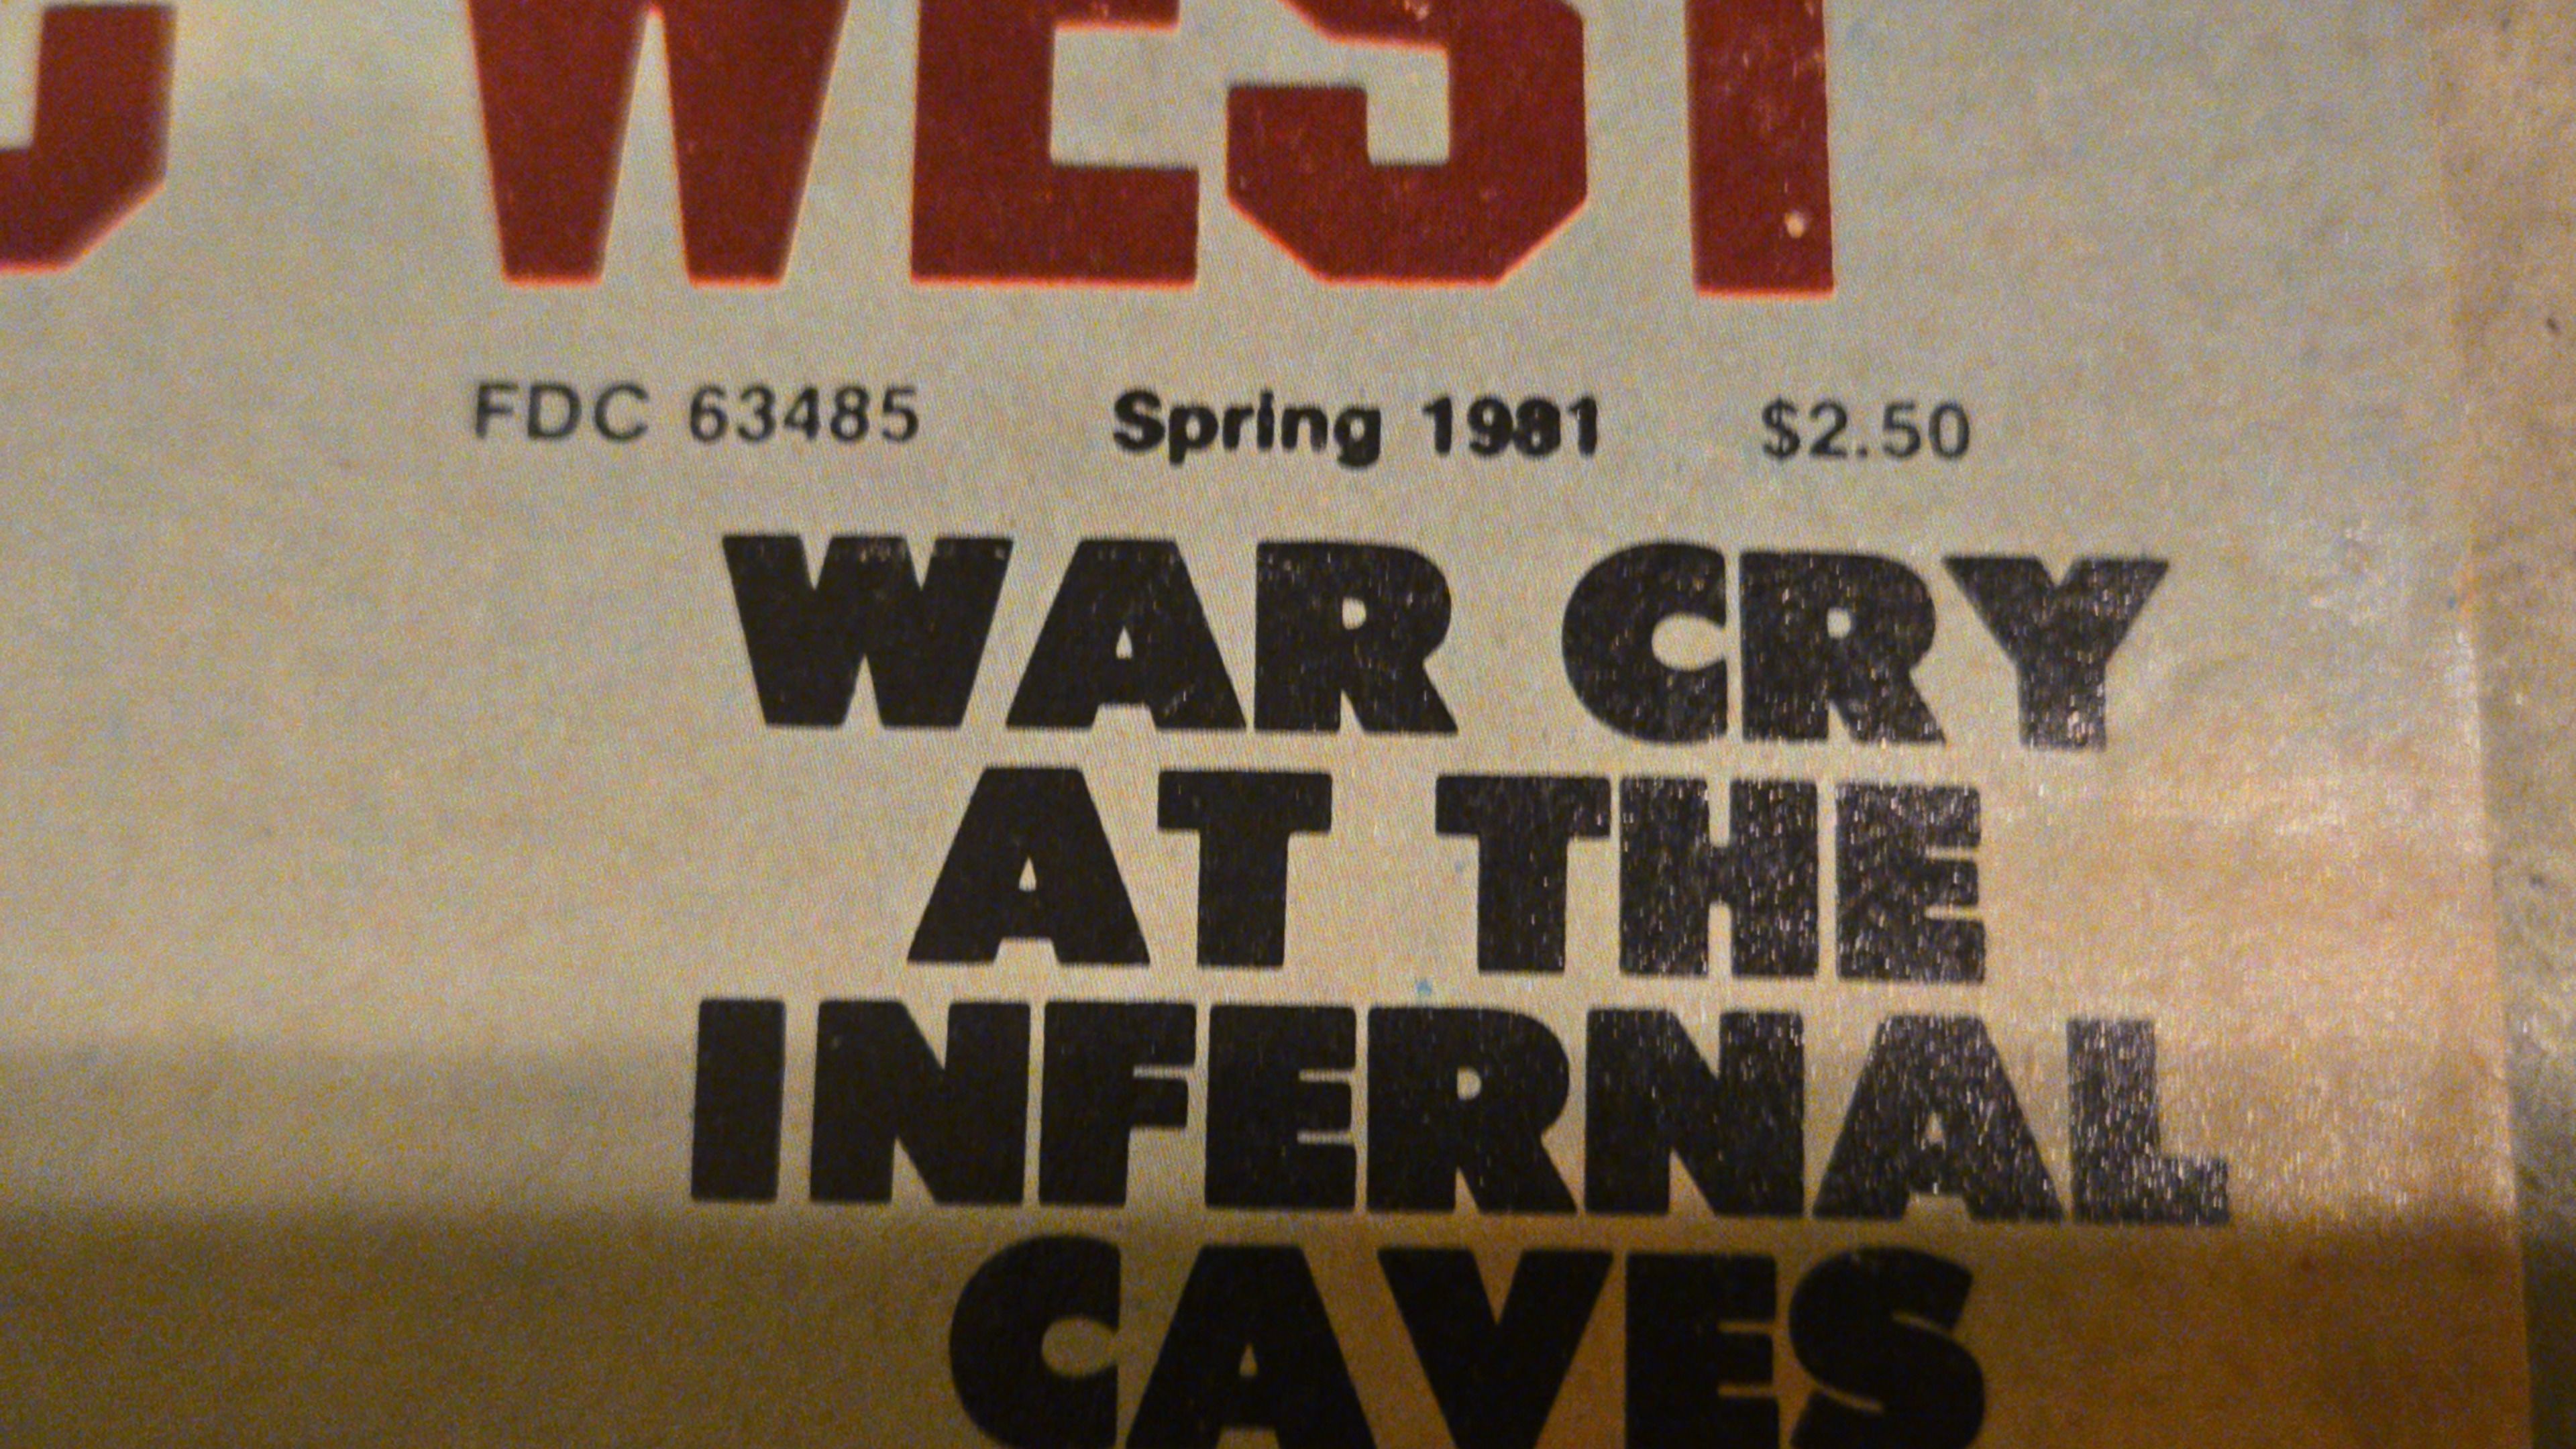 WEST
FDC 63485 Spring 1981 $2.50
WAR CRY
AT THE
INFERNAL
CAVES